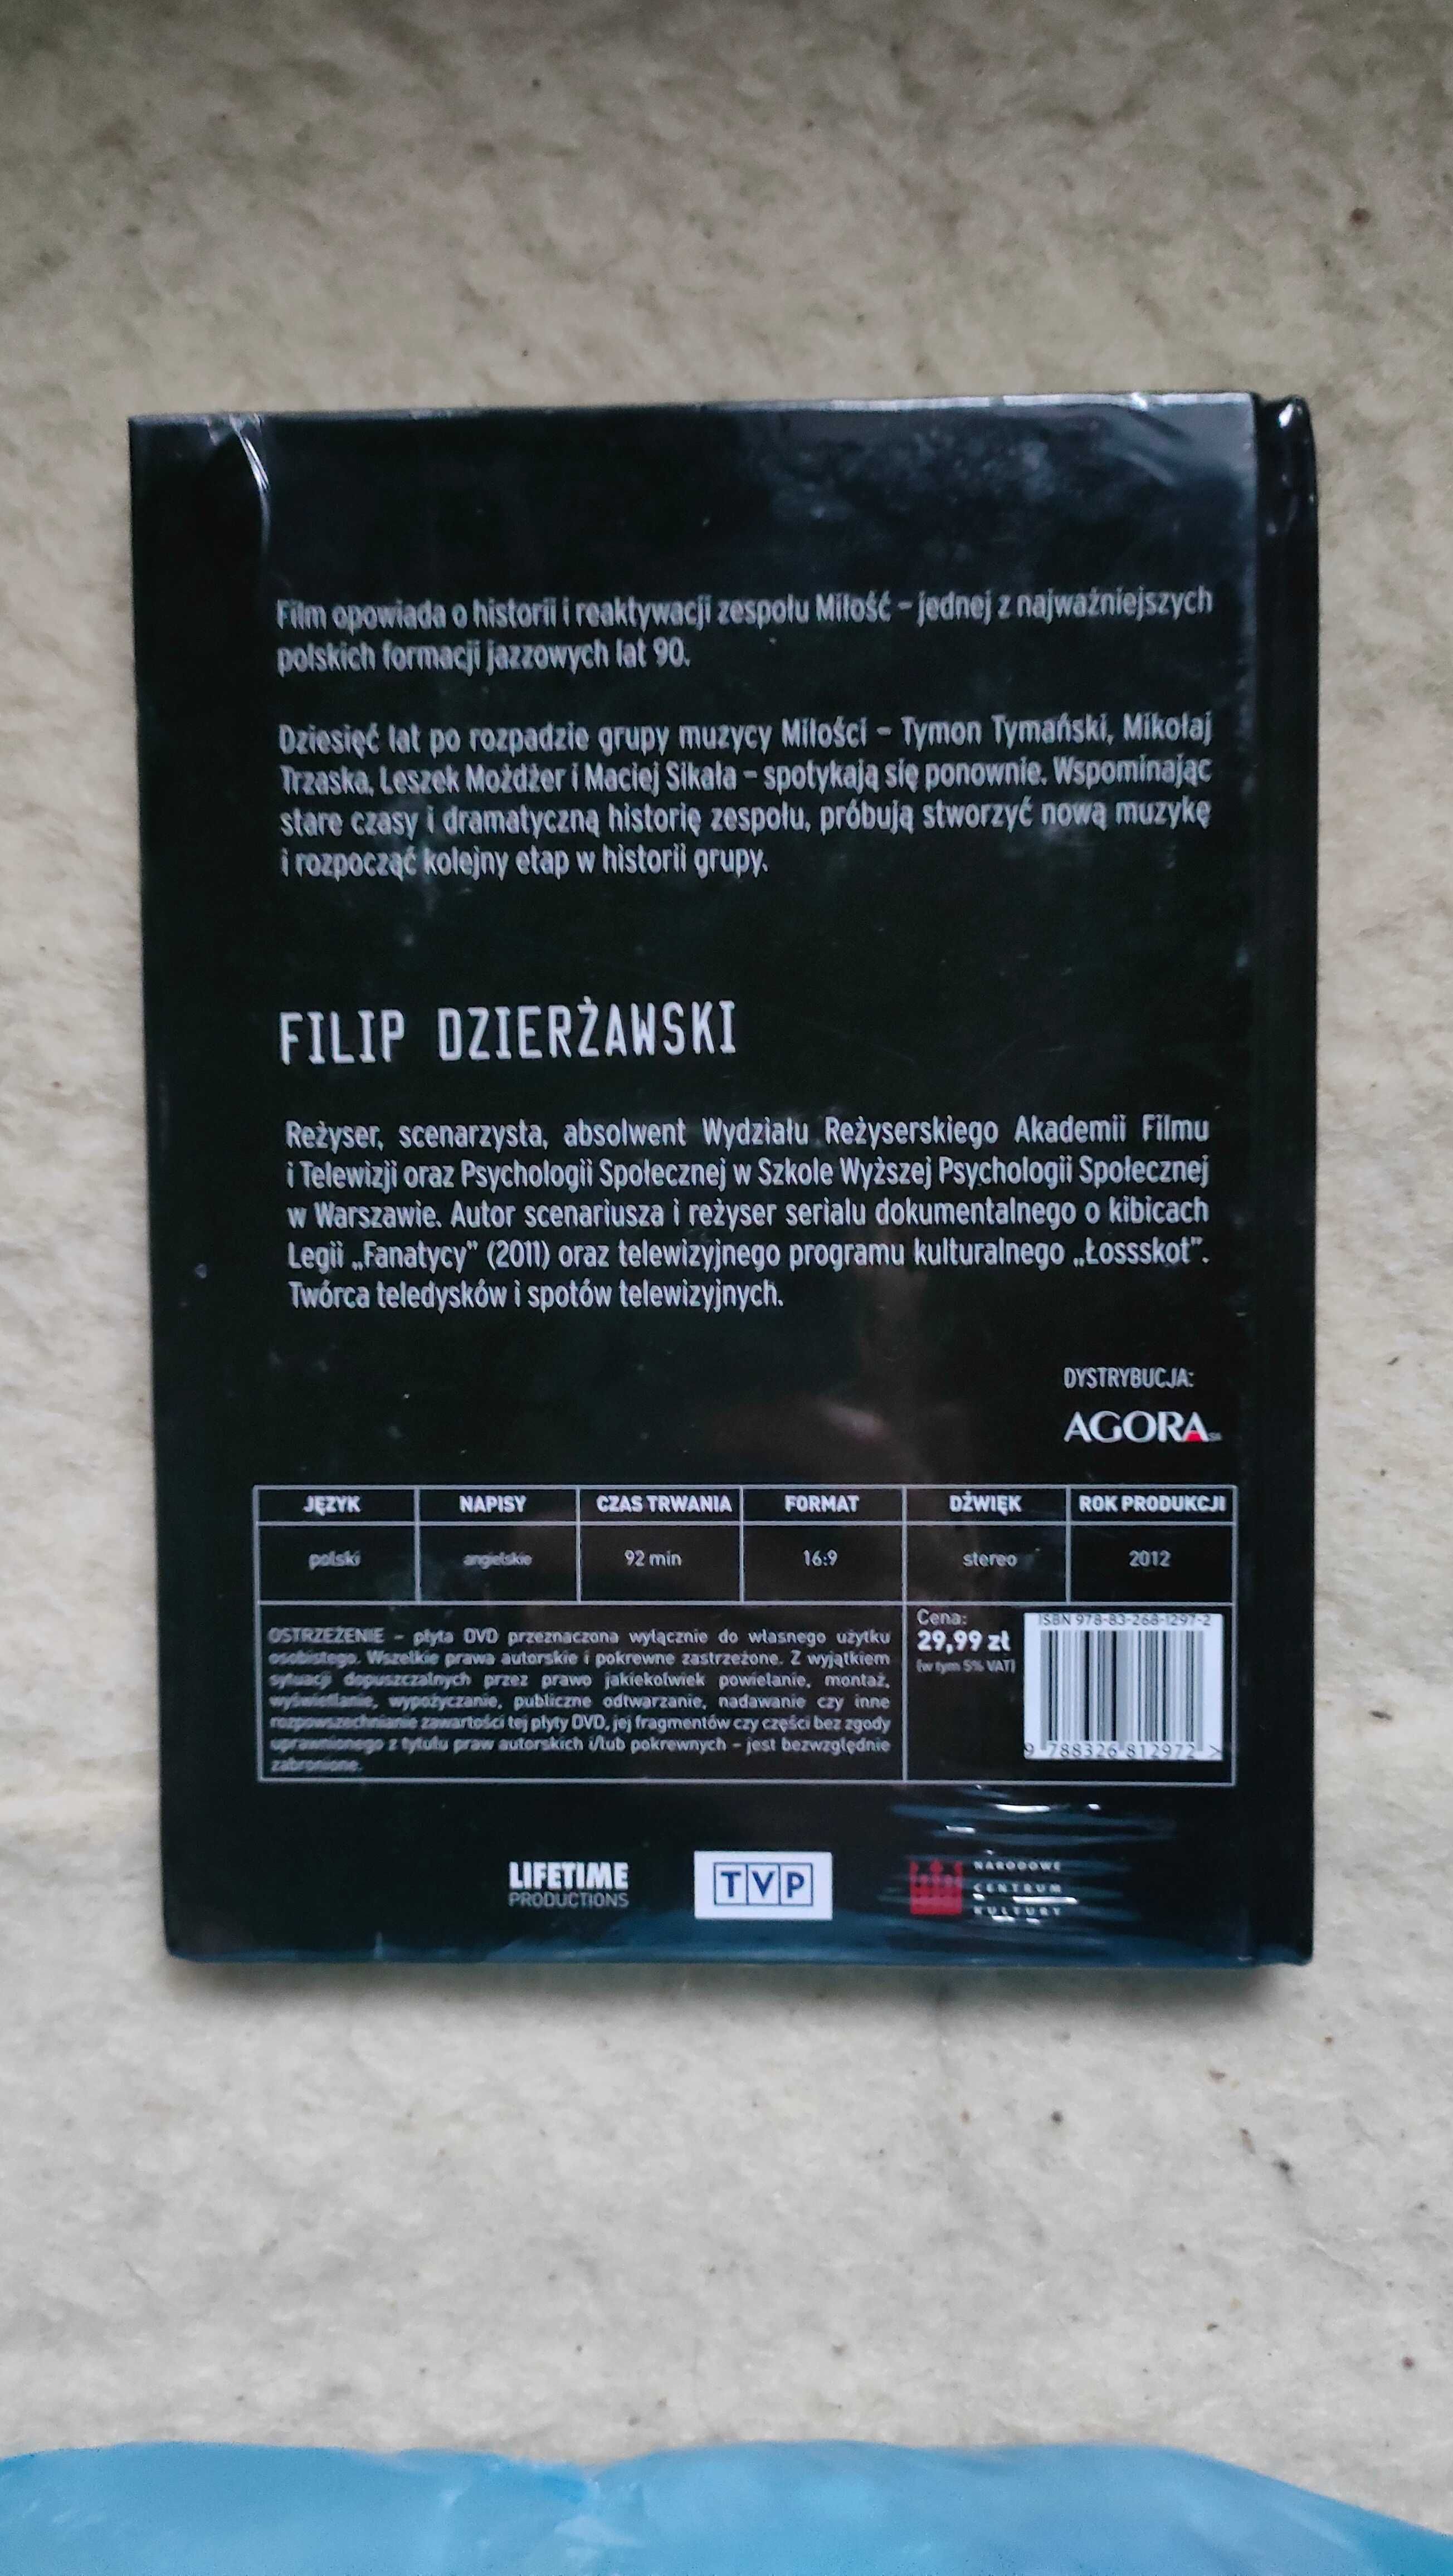 Film opowiada o historii i reaktywacji zespołu Miłość – jednej z najważniejszych
polskich formacji jazzowych lat 90.
Dziesięć lat po rozpadzie grupy muzycy Miłości – Tymon Tymański, Mikołaj
Trzaska, Leszek Możdżer i Maciej Sikała – spotykają się ponownie. Wspominając
stare czasy i dramatyczną historię zespołu, próbują stworzyć nową muzykę
i rozpocząć kolejny etap w historii grupy.
FILIP DZIERŻAWSKI
Reżyser, scenarzysta, absolwent Wydziału Reżyserskiego Akademii Filmu
i Telewizji oraz Psychologii Społecznej w Szkole Wyższej Psychologii Społecznej
w Warszawie. Autor scenariusza i reżyser serialu dokumentalnego o kibicach
Legii „Fanatycy” (2011) oraz telewizyjnego programu kulturalnego „Łossskot”.
Twórca teledysków i spotów telewizyjnych.
DYSTRYBUCJA:
AGORA SA
JĘZYK NAPISY CZAS TRWANIA FORMAT DŹWIĘK ROK PRODUKCJI
polski angielskie 92 min 16:9 stereo 2012
OSTRZEŻENIE – płyta DVD przeznaczona wyłącznie do własnego użytku
osobistego. Wszelkie prawa autorskie i pokrewne zastrzeżone. Z wyjątkiem
sytuacji dopuszczalnych przez prawo jakiekolwiek powielanie, montaż,
wyświetlanie, wypożyczanie, publiczne odtwarzanie, nadawanie czy inne
rozpowszechnianie zawartości tej płyty DVD, jej fragmentów czy części bez zgody
uprawnionego z tytułu praw autorskich i/lub pokrewnych – jest bezwzględnie
zabronione.
Cena:
29,99 zł
(w tym 5% VAT)
ISBN 978-83-268-1297-2
9 788326 812972 >
LIFETIME
PRODUCTIONS
TVP
NARODOWE
CENTRUM
KULTURY